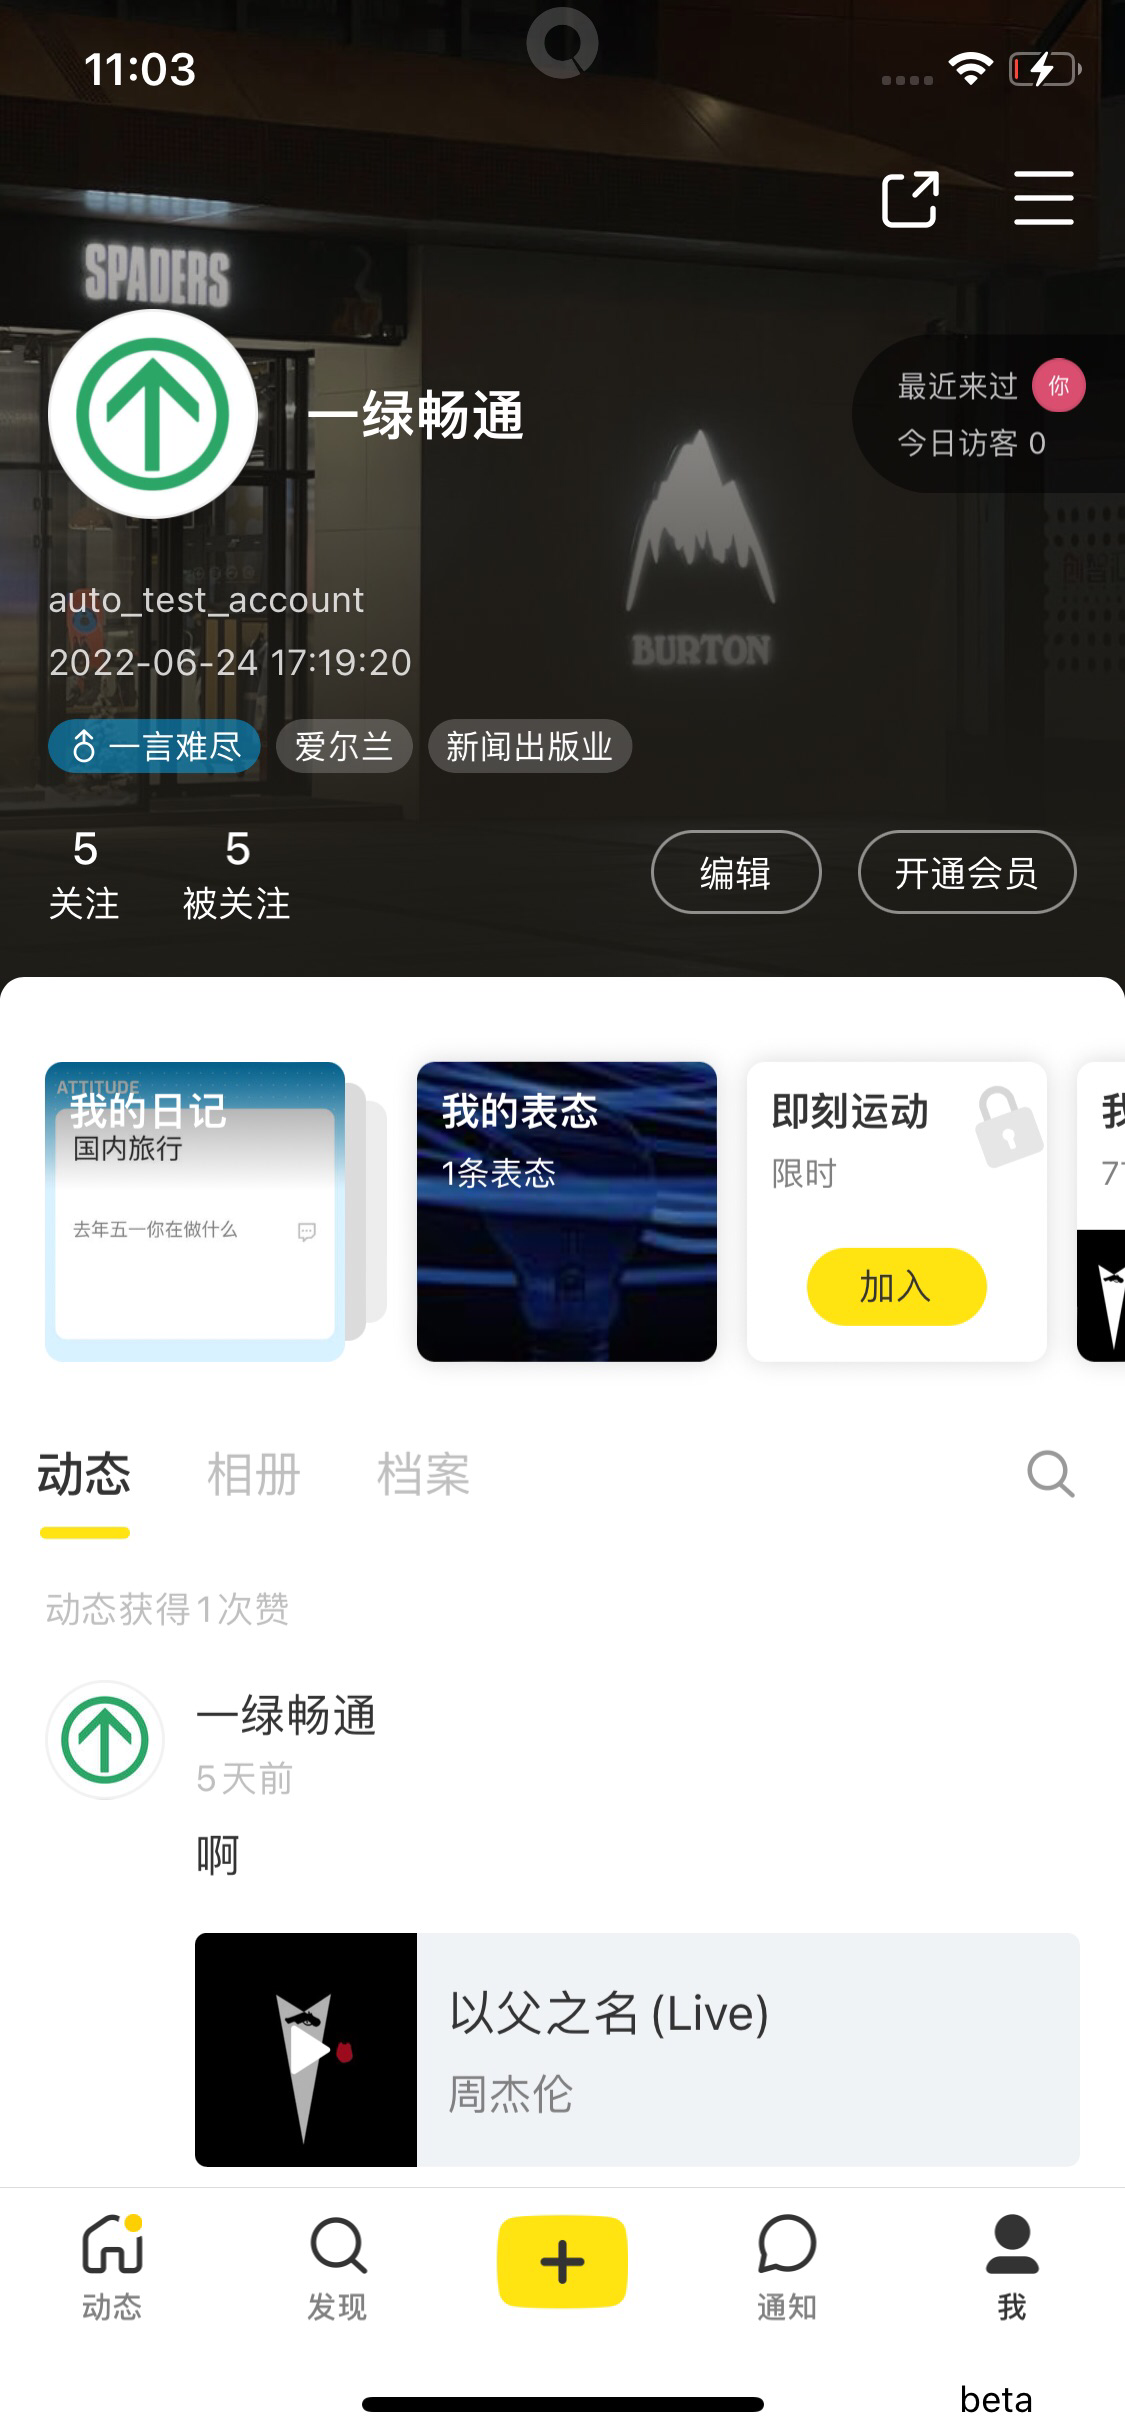 11:03
SPADERS
一绿畅通
最近来过 你
今日访客 0
BURTON
auto_test_account
2022-06-24 17:19:20
一言难尽 爱尔兰 新闻出版业
5 5
关注 被关注
编辑 开通会员
ATTITUDE
我的日记
国内旅行
去年五一你在做什么
我的表态
1条表态
即刻运动
限时
加入
我
动态 相册 档案
动态获得1次赞
一绿畅通
5天前
啊
以父之名 (Live)
周杰伦
动态 发现 通知 我
beta